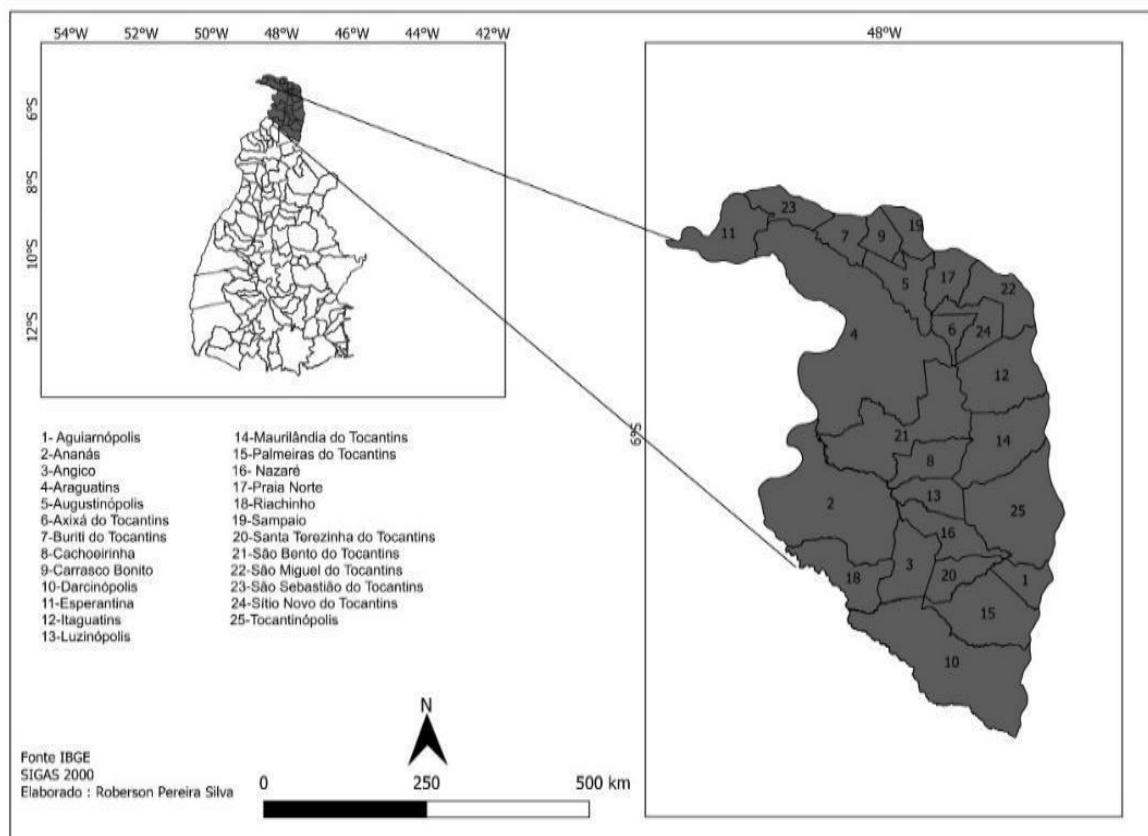 54°W 52°W 50°W 48°W 46°W 44°W 42°W
48°W
6°S
8°S
10°S
12°S
6°S
23
11
7
9
19
5
17
22
4
6
24
12
21
14
8
13
2
25
16
18
3
20
1
15
10
1- Aguiarnópolis
2-Ananás
3-Angico
4-Araguatins
5-Augustinópolis
6-Axixá do Tocantins
7-Buriti do Tocantins
8-Cachoeirinha
9-Carrasco Bonito
10-Darcinópolis
11-Esperantina
12-Itaguatins
13-Luzinópolis
14-Maurilândia do Tocantins
15-Palmeiras do Tocantins
16- Nazaré
17-Praia Norte
18-Riachinho
19-Sampaio
20-Santa Terezinha do Tocantins
21-São Bento do Tocantins
22-São Miguel do Tocantins
23-São Sebastião do Tocantins
24-Sítio Novo do Tocantins
25-Tocantinópolis
N
0 250 500 km
Fonte IBGE
SIGAS 2000
Elaborado : Roberson Pereira Silva